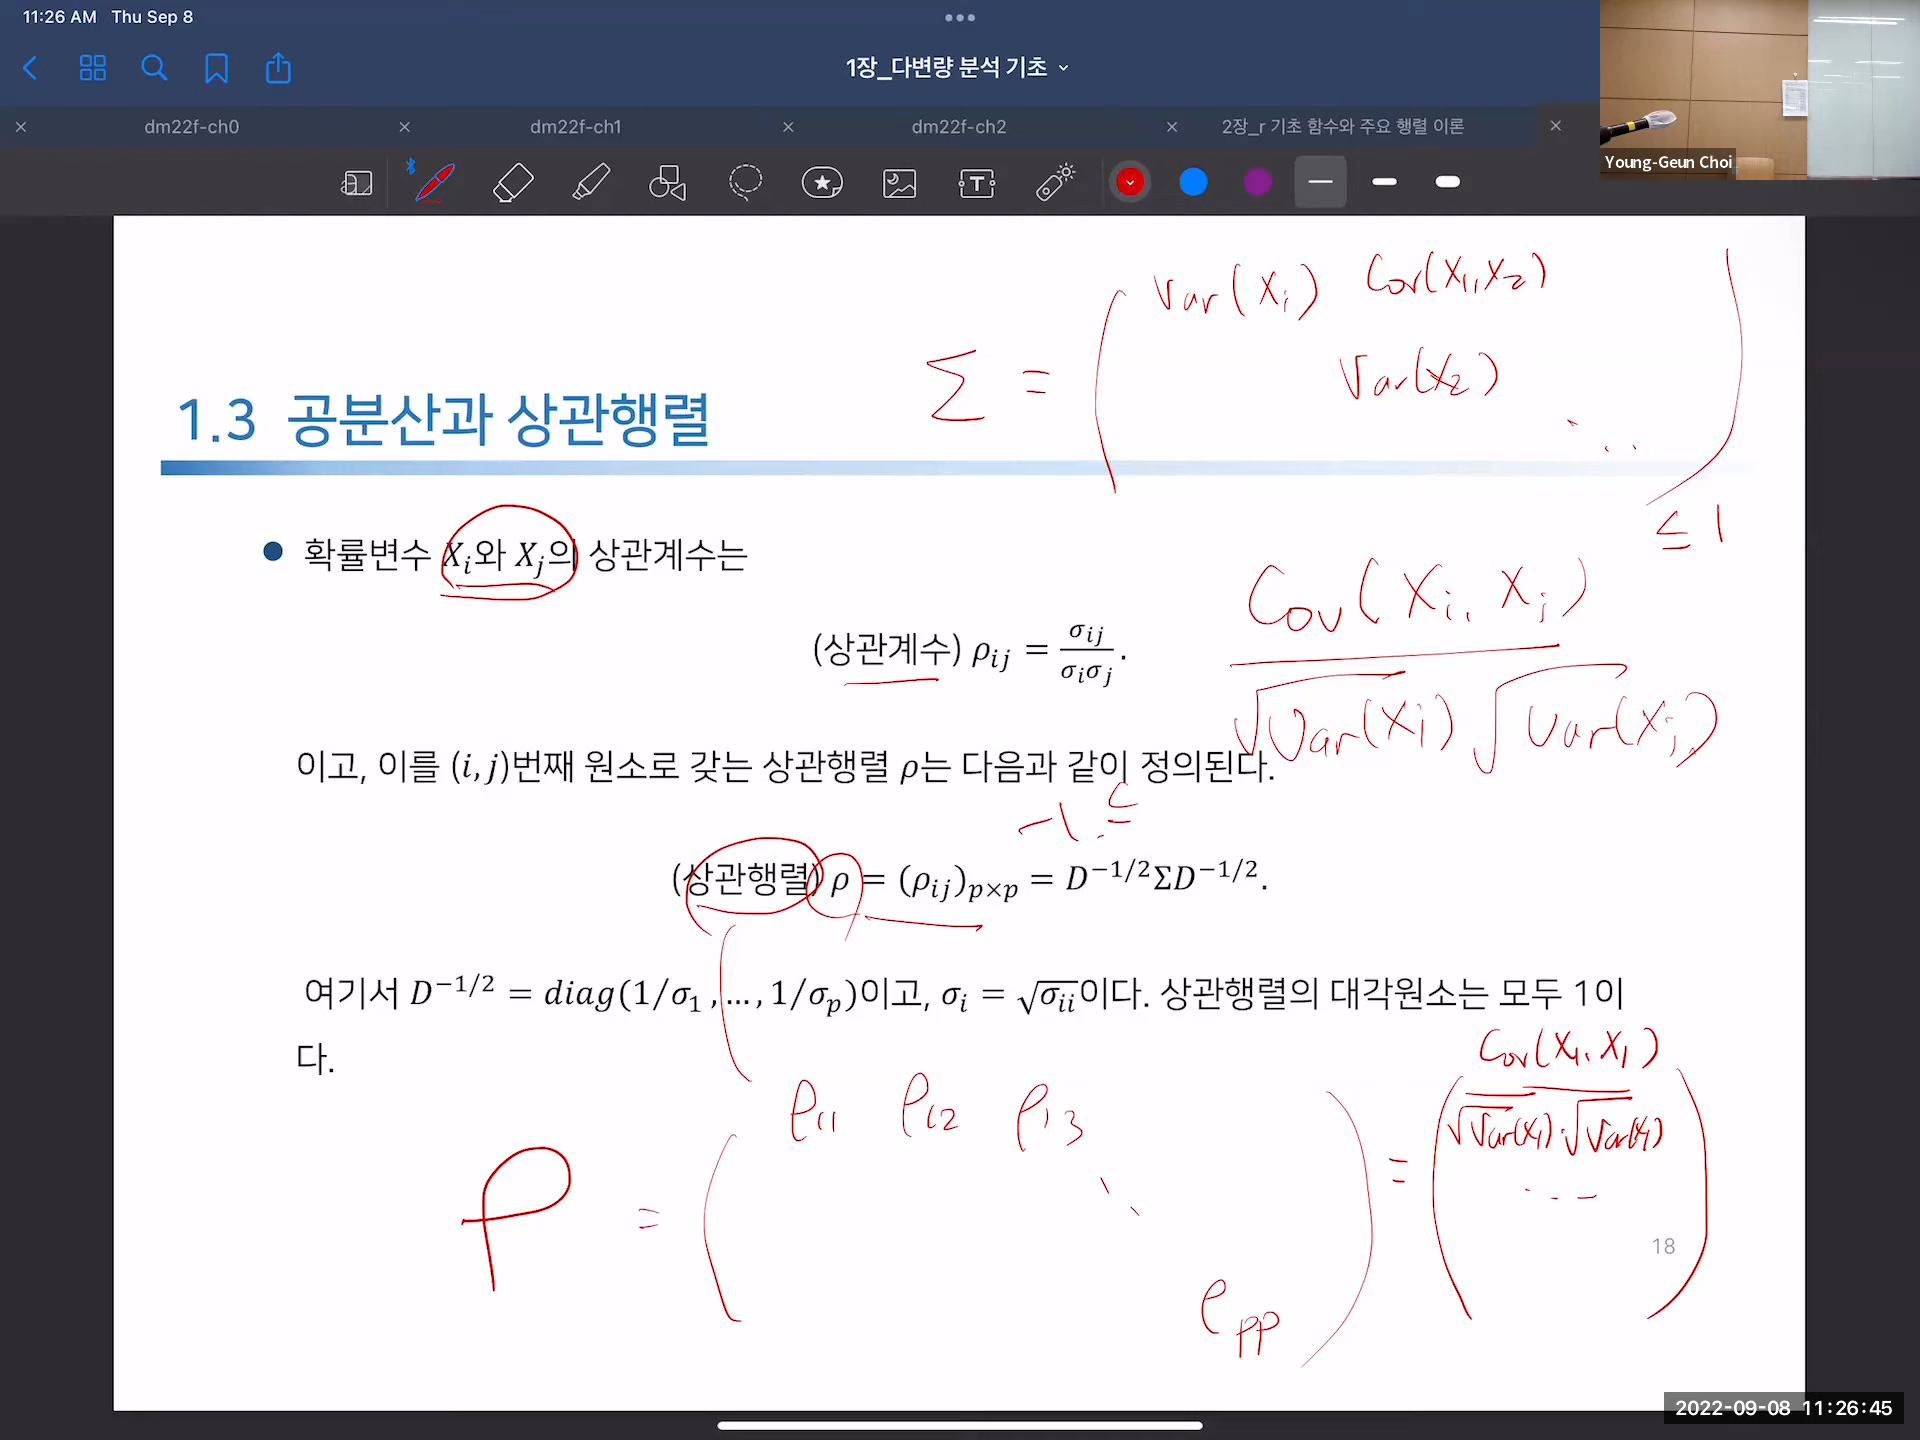 11:26 AM Thu Sep 8
1장_다변량 분석 기초
dm22f-ch0
dm22f-ch1
dm22f-ch2
2장_r 기초 함수와 주요 행렬 이론
Young-Geun Choi
Σ = ( Var(Xi) Cov(X1,X2)
Var(X2)
⋱ )
1.3 공분산과 상관행렬
● 확률변수 Xi와 Xj의 상관계수는
≤ 1
(상관계수) ρij = σij / σiσj.
Cov(Xi, Xj) / √Var(Xi) √Var(Xj)
이고, 이를 (i,j)번째 원소로 갖는 상관행렬 ρ는 다음과 같이 정의된다.
-1 ≤
(상관행렬) ρ = (ρij)p×p = D^−1/2ΣD^−1/2.
여기서 D^−1/2 = diag(1/σ1, …, 1/σp)이고, σi = √σii이다. 상관행렬의 대각원소는 모두 1이
다.
ρ = ( ρ11 ρ12 ρ13
⋱
ρpp ) = ( Cov(X1, X1) / √Var(X1) · √Var(X1)
... )
18
2022-09-08 11:26:45